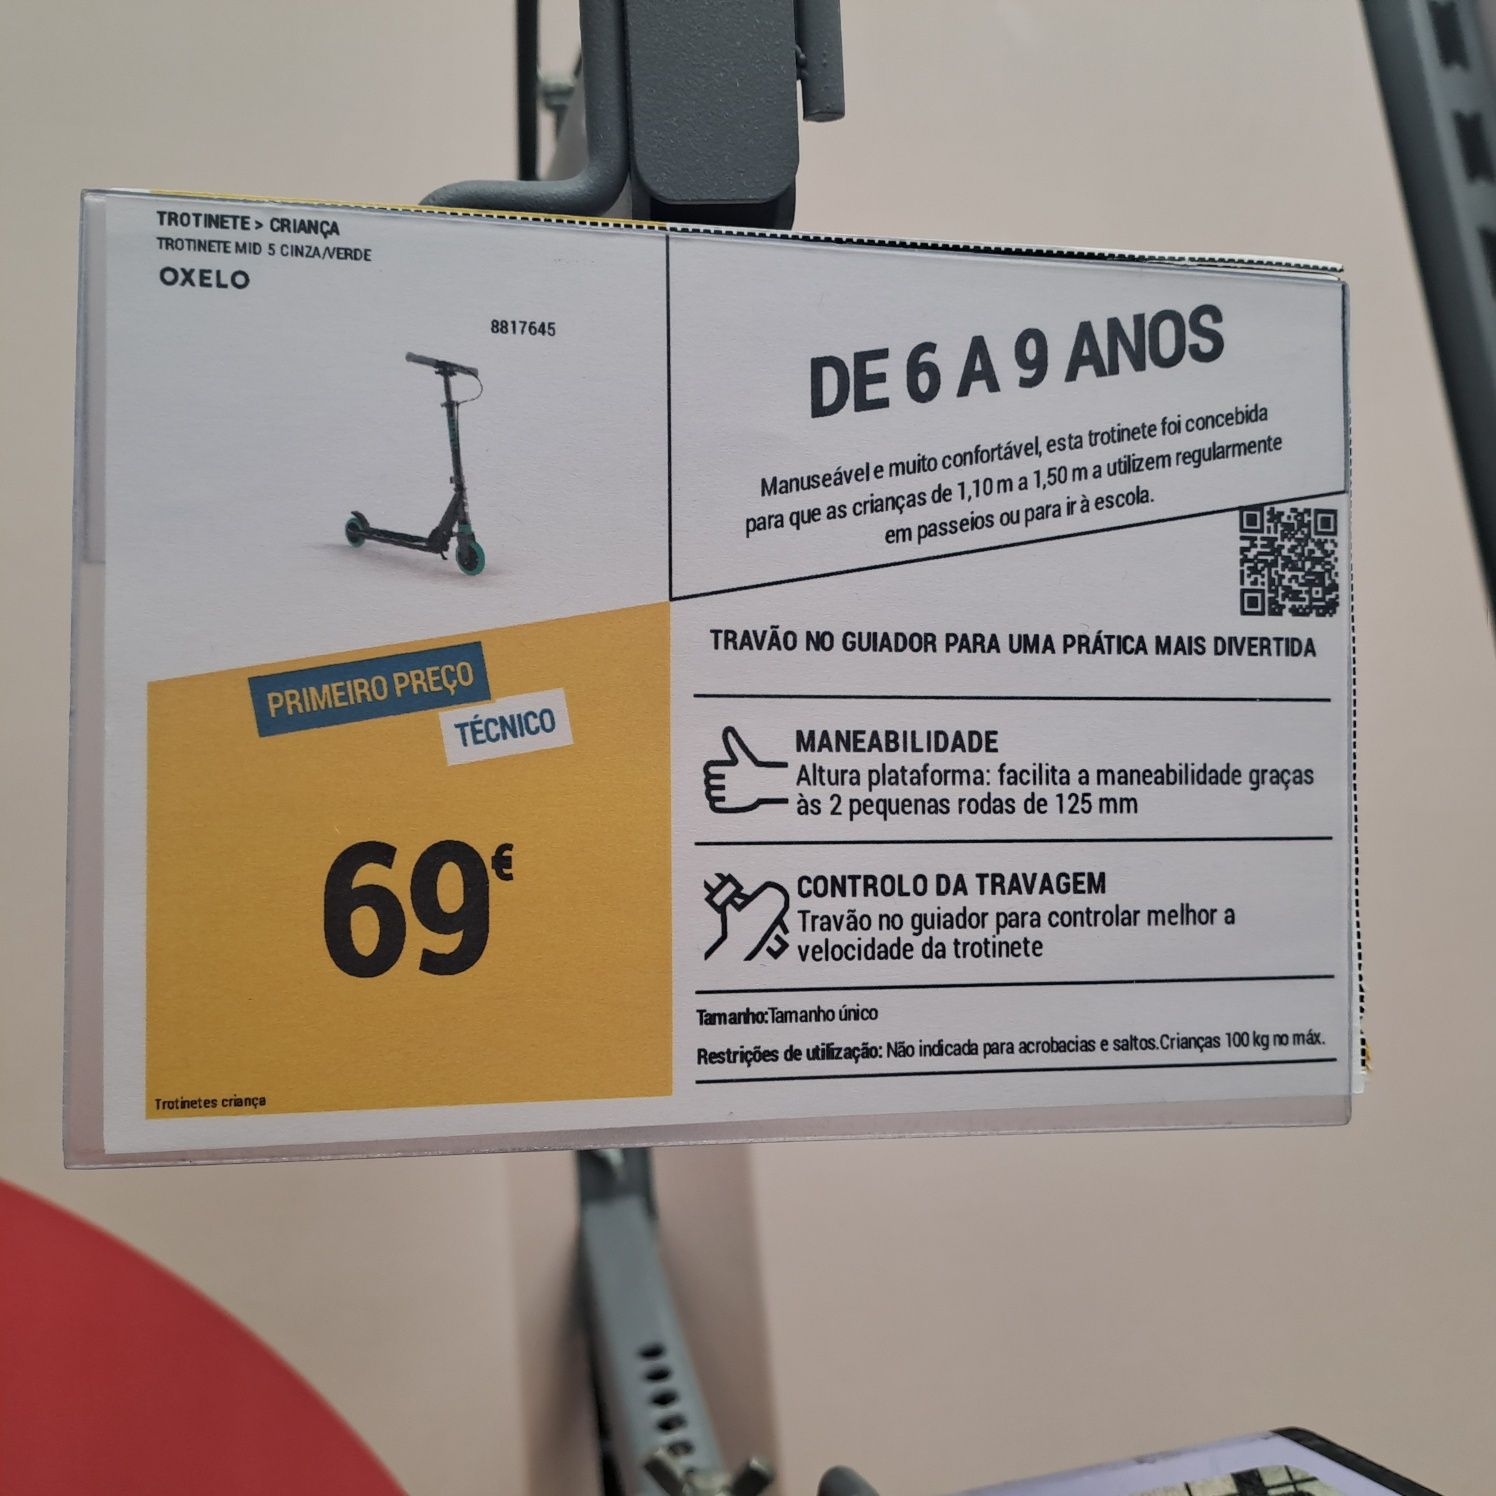 TROTINETE > CRIANÇA
TROTINETE MID 5 CINZA/VERDE
OXELO
8817645
DE 6 A 9 ANOS
Manuseável e muito confortável, esta trotinete foi concebida
para que as crianças de 1,10 m a 1,50 m a utilizem regularmente
em passeios ou para ir à escola.
TRAVÃO NO GUIADOR PARA UMA PRÁTICA MAIS DIVERTIDA
PRIMEIRO PREÇO
TÉCNICO
69€
Trotinetes criança
MANEABILIDADE
Altura plataforma: facilita a maneabilidade graças
às 2 pequenas rodas de 125 mm
CONTROLO DA TRAVAGEM
Travão no guiador para controlar melhor a
velocidade da trotinete
Tamanho:Tamanho único
Restrições de utilização: Não indicada para acrobacias e saltos.Crianças 100 kg no máx.